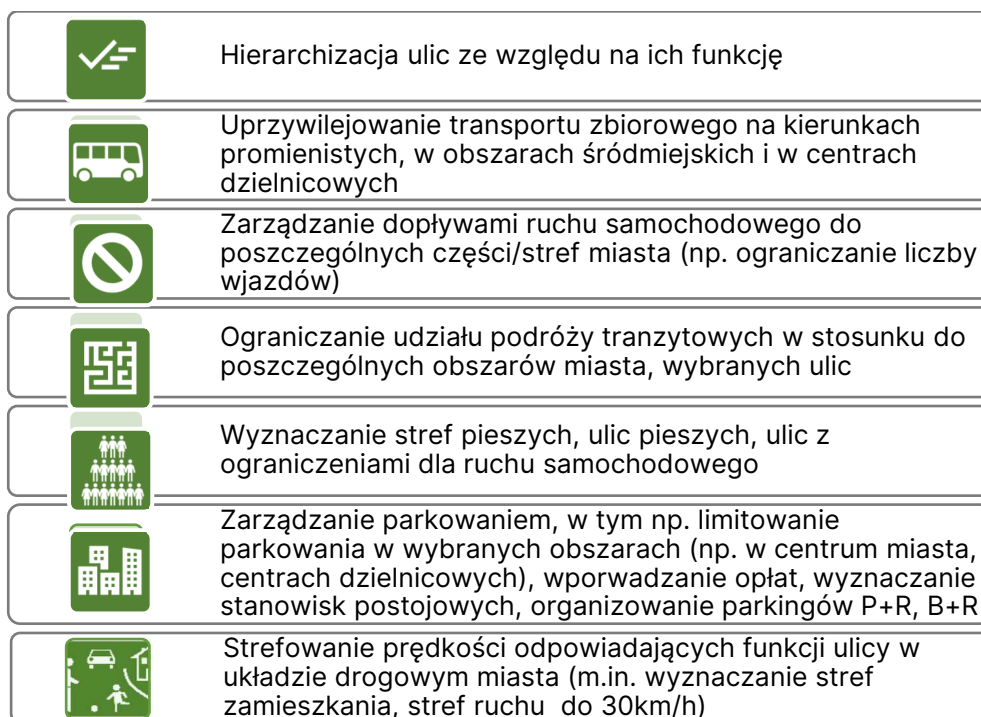 Hierarchizacja ulic ze względu na ich funkcję
Uprzywilejowanie transportu zbiorowego na kierunkach
promienistych, w obszarach śródmiejskich i w centrach
dzielnicowych
Zarządzanie dopływami ruchu samochodowego do
poszczególnych części/stref miasta (np. ograniczanie liczby
wjazdów)
Ograniczanie udziału podróży tranzytowych w stosunku do
poszczególnych obszarów miasta, wybranych ulic
Wyznaczanie stref pieszych, ulic pieszych, ulic z
ograniczeniami dla ruchu samochodowego
Zarządzanie parkowaniem, w tym np. limitowanie
parkowania w wybranych obszarach (np. w centrum miasta,
centrach dzielnicowych), wporwadzanie opłat, wyznaczanie
stanowisk postojowych, organizowanie parkingów P+R, B+R
Strefowanie prędkości odpowiadających funkcji ulicy w
układzie drogowym miasta (m.in. wyznaczanie stref
zamieszkania, stref ruchu do 30km/h)